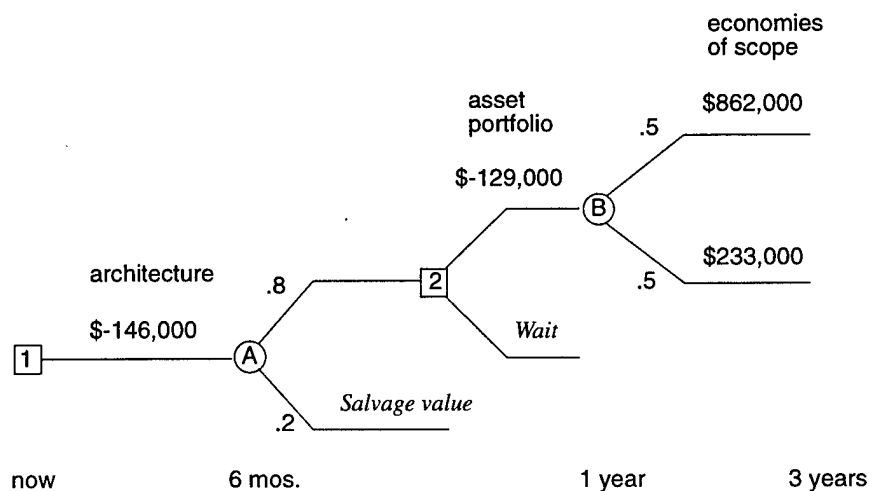 economies
of scope
$862,000
asset
portfolio
.5
$-129,000
B
architecture
.8
2
.5
$233,000
$-146,000
Wait
1
A
Salvage value
.2
now 6 mos. 1 year 3 years